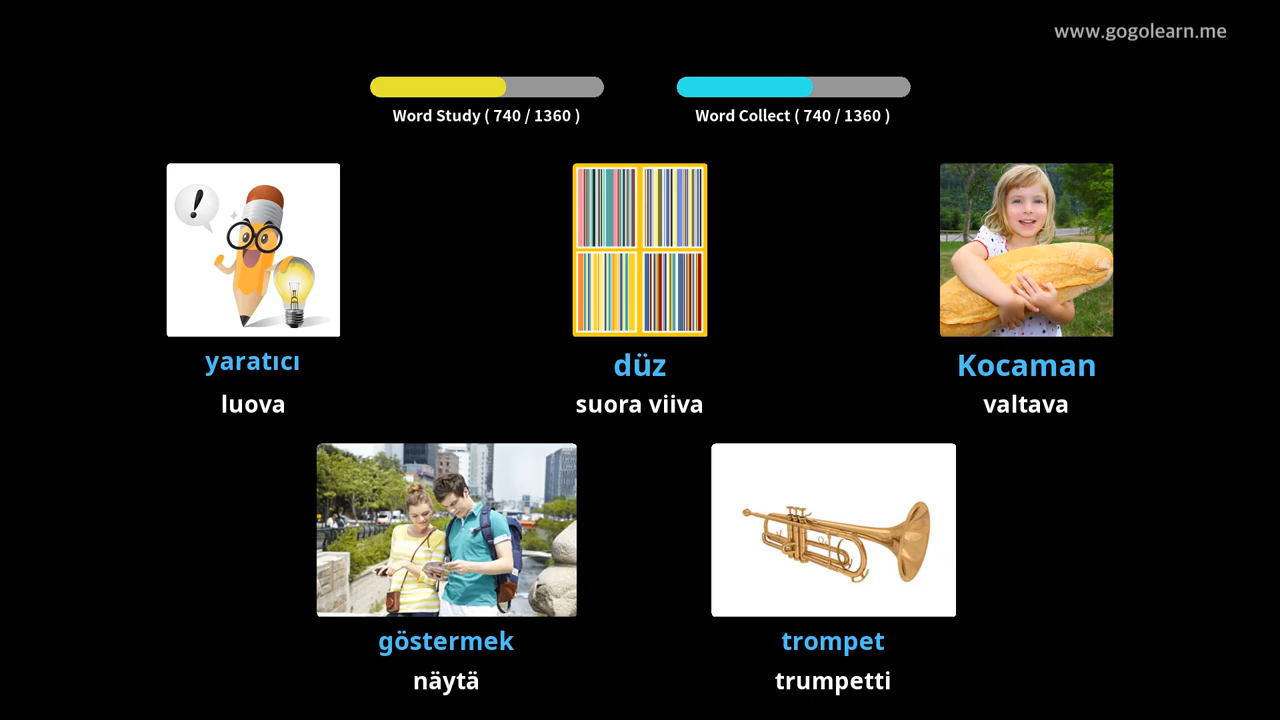 www.gogolearn.me
Word Study ( 740 / 1360 )
Word Collect ( 740 / 1360 )
yaratıcı
luova
düz
suora viiva
Kocaman
valtava
göstermek
näytä
trompet
trumpetti